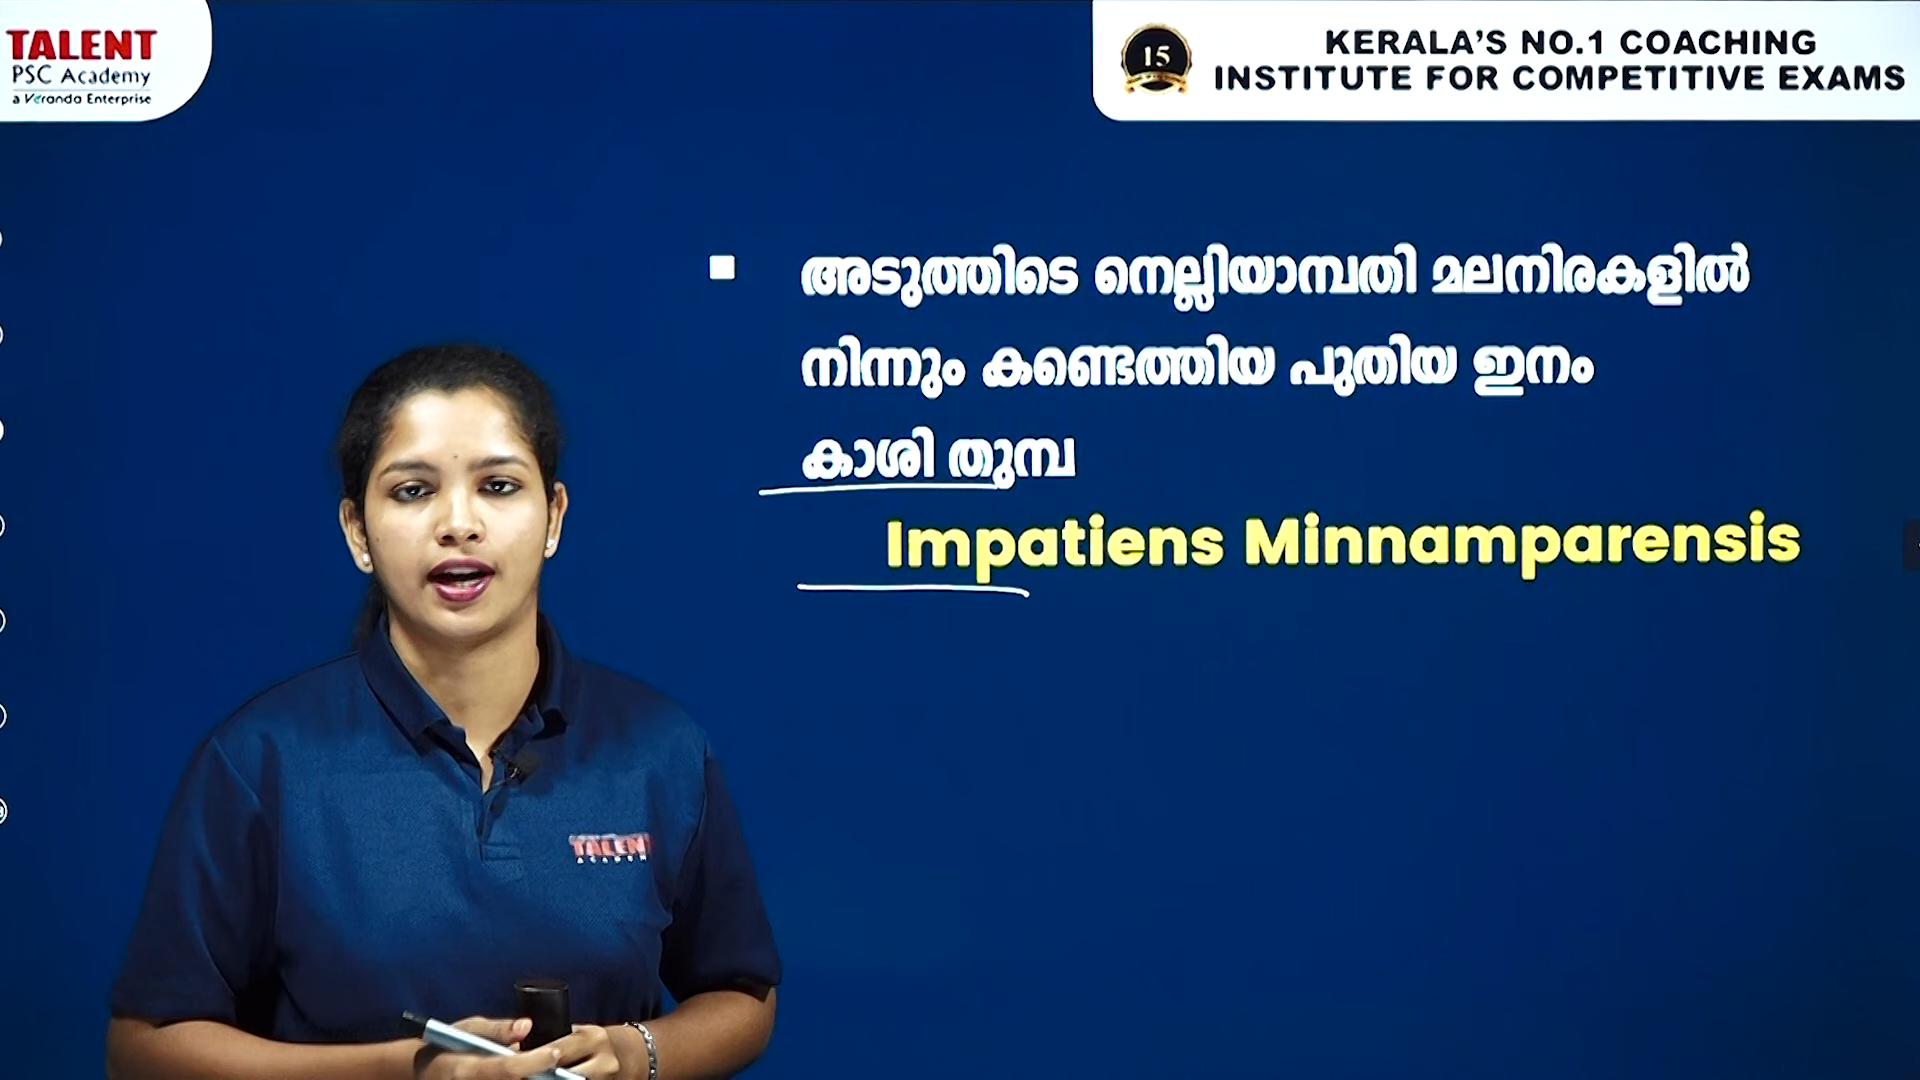 TALENT
PSC Academy
a Veranda Enterprise
15
KERALA'S NO.1 COACHING
INSTITUTE FOR COMPETITIVE EXAMS
അടുത്തിടെ നെല്ലിയാമ്പതി മലനിരകളിൽ
നിന്നും കണ്ടെത്തിയ പുതിയ ഇനം
കാശി തുമ്പ
Impatiens Minnamparensis
TALENT